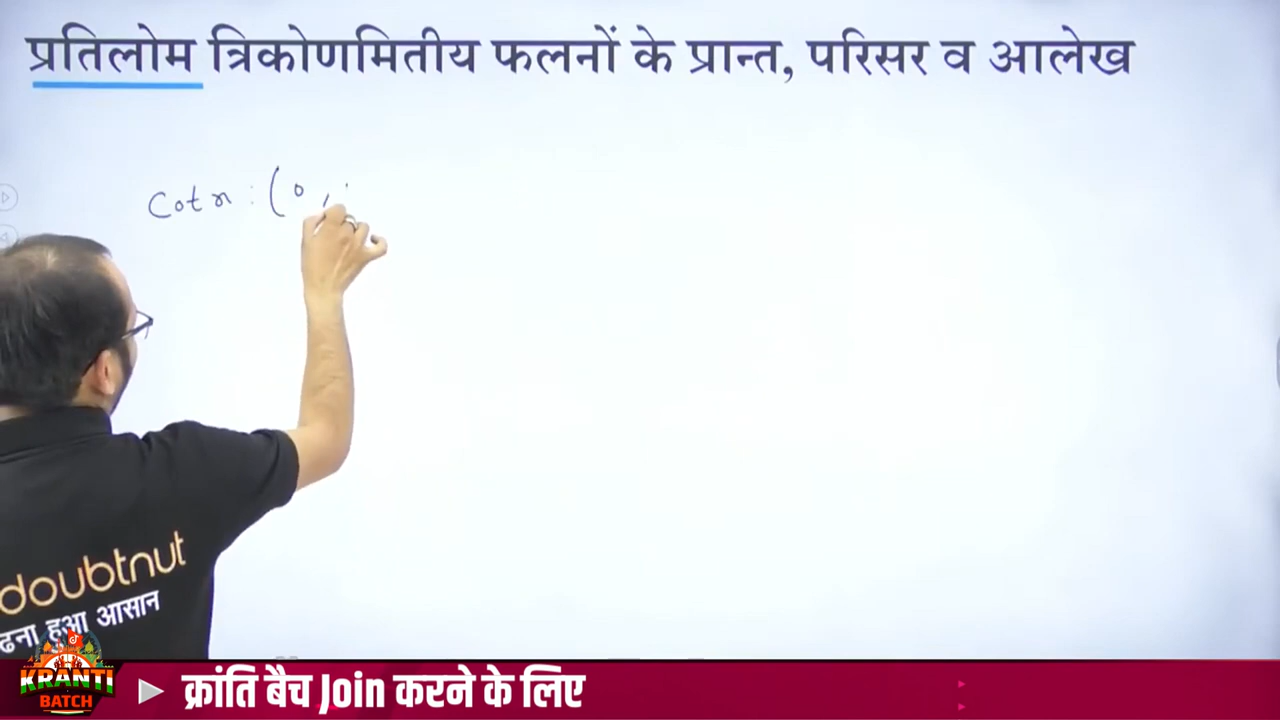 प्रतिलोम त्रिकोणमितीय फलनों के प्रान्त, परिसर व आलेख
Cot x : ( 0 ,
doubtnut
ढना हुआ आसान
KRANTI
BATCH
क्रांति बैच Join करने के लिए